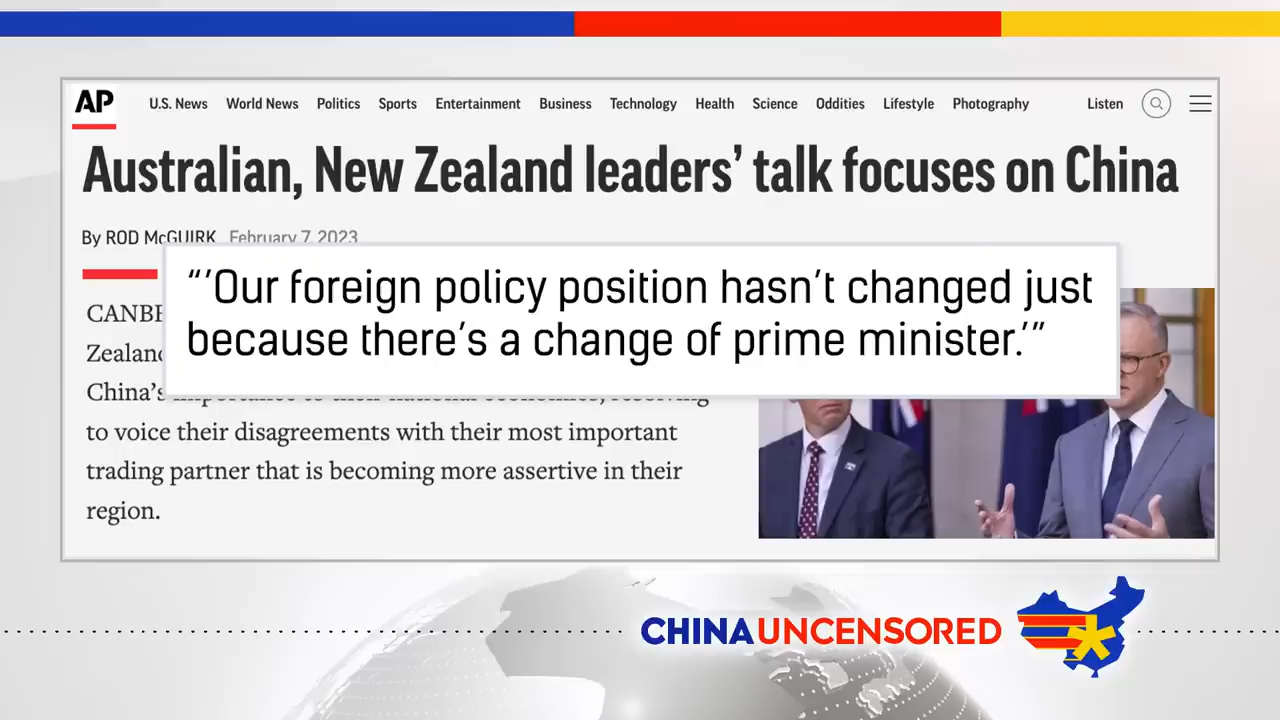 AP U.S. News World News Politics Sports Entertainment Business Technology Health Science Oddities Lifestyle Photography Listen
Australian, New Zealand leaders’ talk focuses on China
By ROD McGUIRK February 7, 2023
“’Our foreign policy position hasn’t changed just
because there’s a change of prime minister.’”
China’s
to voice their disagreements with their most important
trading partner that is becoming more assertive in their
region.
CHINA UNCENSORED